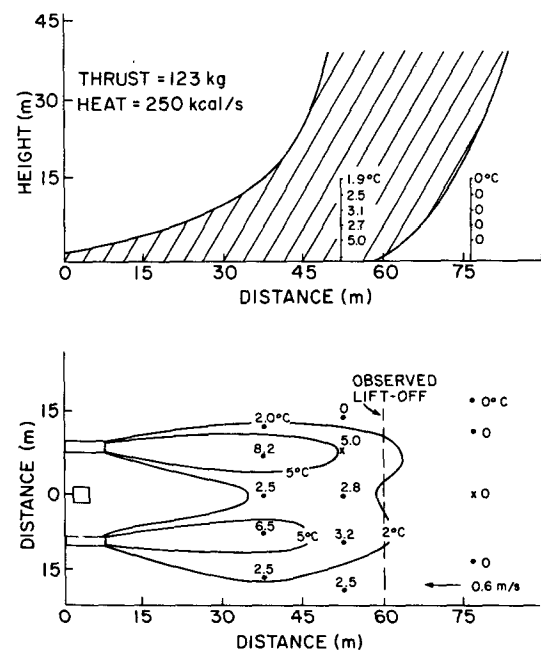 45
30
15
HEIGHT (m)
THRUST = 123 kg
HEAT = 250 kcal/s
1.9°C
2.5
3.1
2.7
5.0
0°C
0
0
0
0
0 15 30 45 60 75
DISTANCE (m)
OBSERVED
LIFT-OFF
15
0
15
DISTANCE (m)
2.0°C
0
0°C
0
8.2
5.0
5°C
2.5
2.8
x 0
6.5
5°C
3.2
2°C
2.5
2.5
0
0.6 m/s
0 15 30 45 60 75
DISTANCE (m)